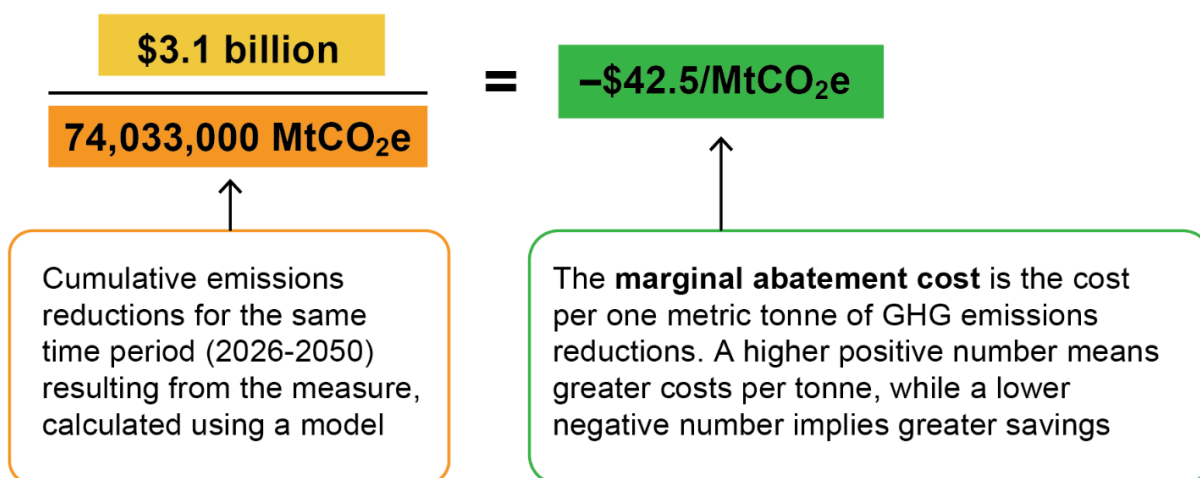 $3.1 billion
74,033,000 MtCO₂e
=
–$42.5/MtCO₂e
Cumulative emissions
reductions for the same
time period (2026-2050)
resulting from the measure,
calculated using a model
The marginal abatement cost is the cost
per one metric tonne of GHG emissions
reductions. A higher positive number means
greater costs per tonne, while a lower
negative number implies greater savings